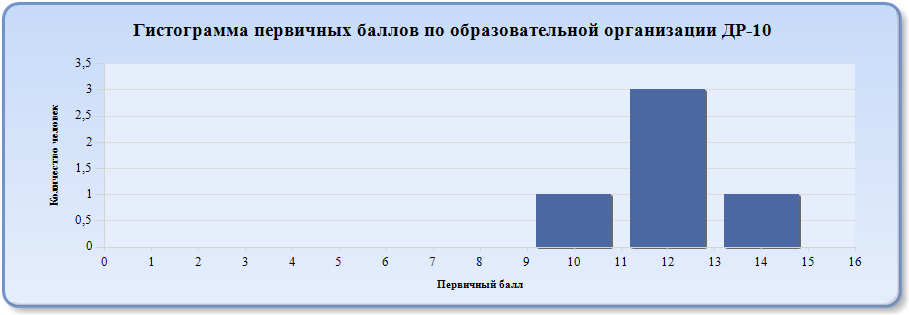 Гистограмма первичных баллов по образовательной организации ДР-10
Количество человек
3,5
3
2,5
2
1,5
1
0,5
0
0 1 2 3 4 5 6 7 8 9 10 11 12 13 14 15 16
Первичный балл